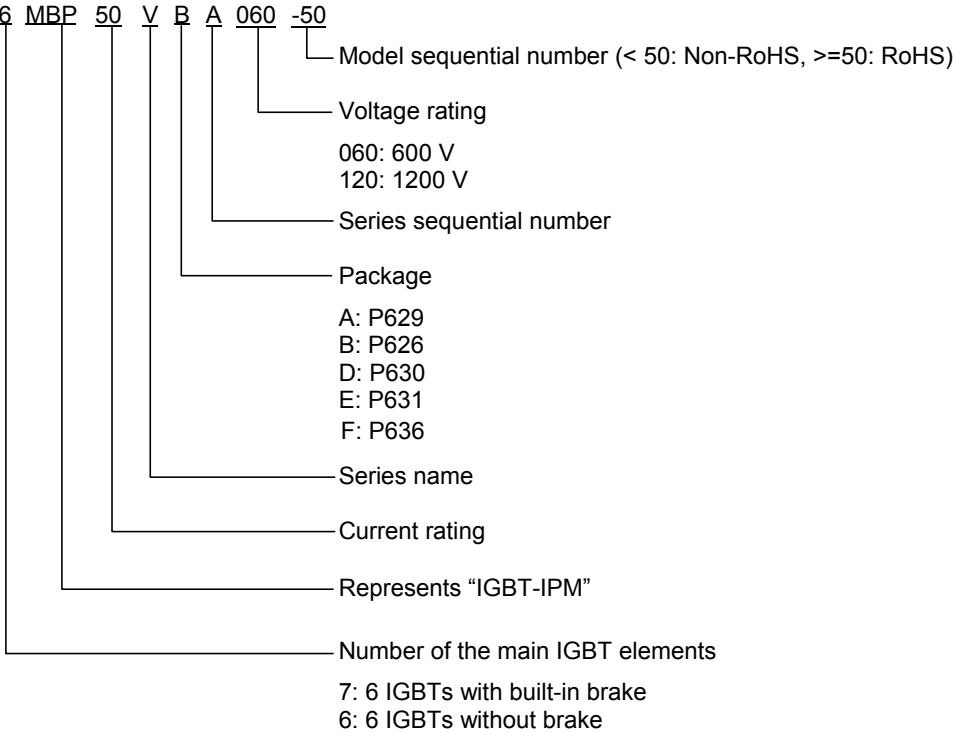 6 MBP 50 V B A 060 -50
Model sequential number (< 50: Non-RoHS, >=50: RoHS)
Voltage rating
060: 600 V
120: 1200 V
Series sequential number
Package
A: P629
B: P626
D: P630
E: P631
F: P636
Series name
Current rating
Represents “IGBT-IPM”
Number of the main IGBT elements
7: 6 IGBTs with built-in brake
6: 6 IGBTs without brake